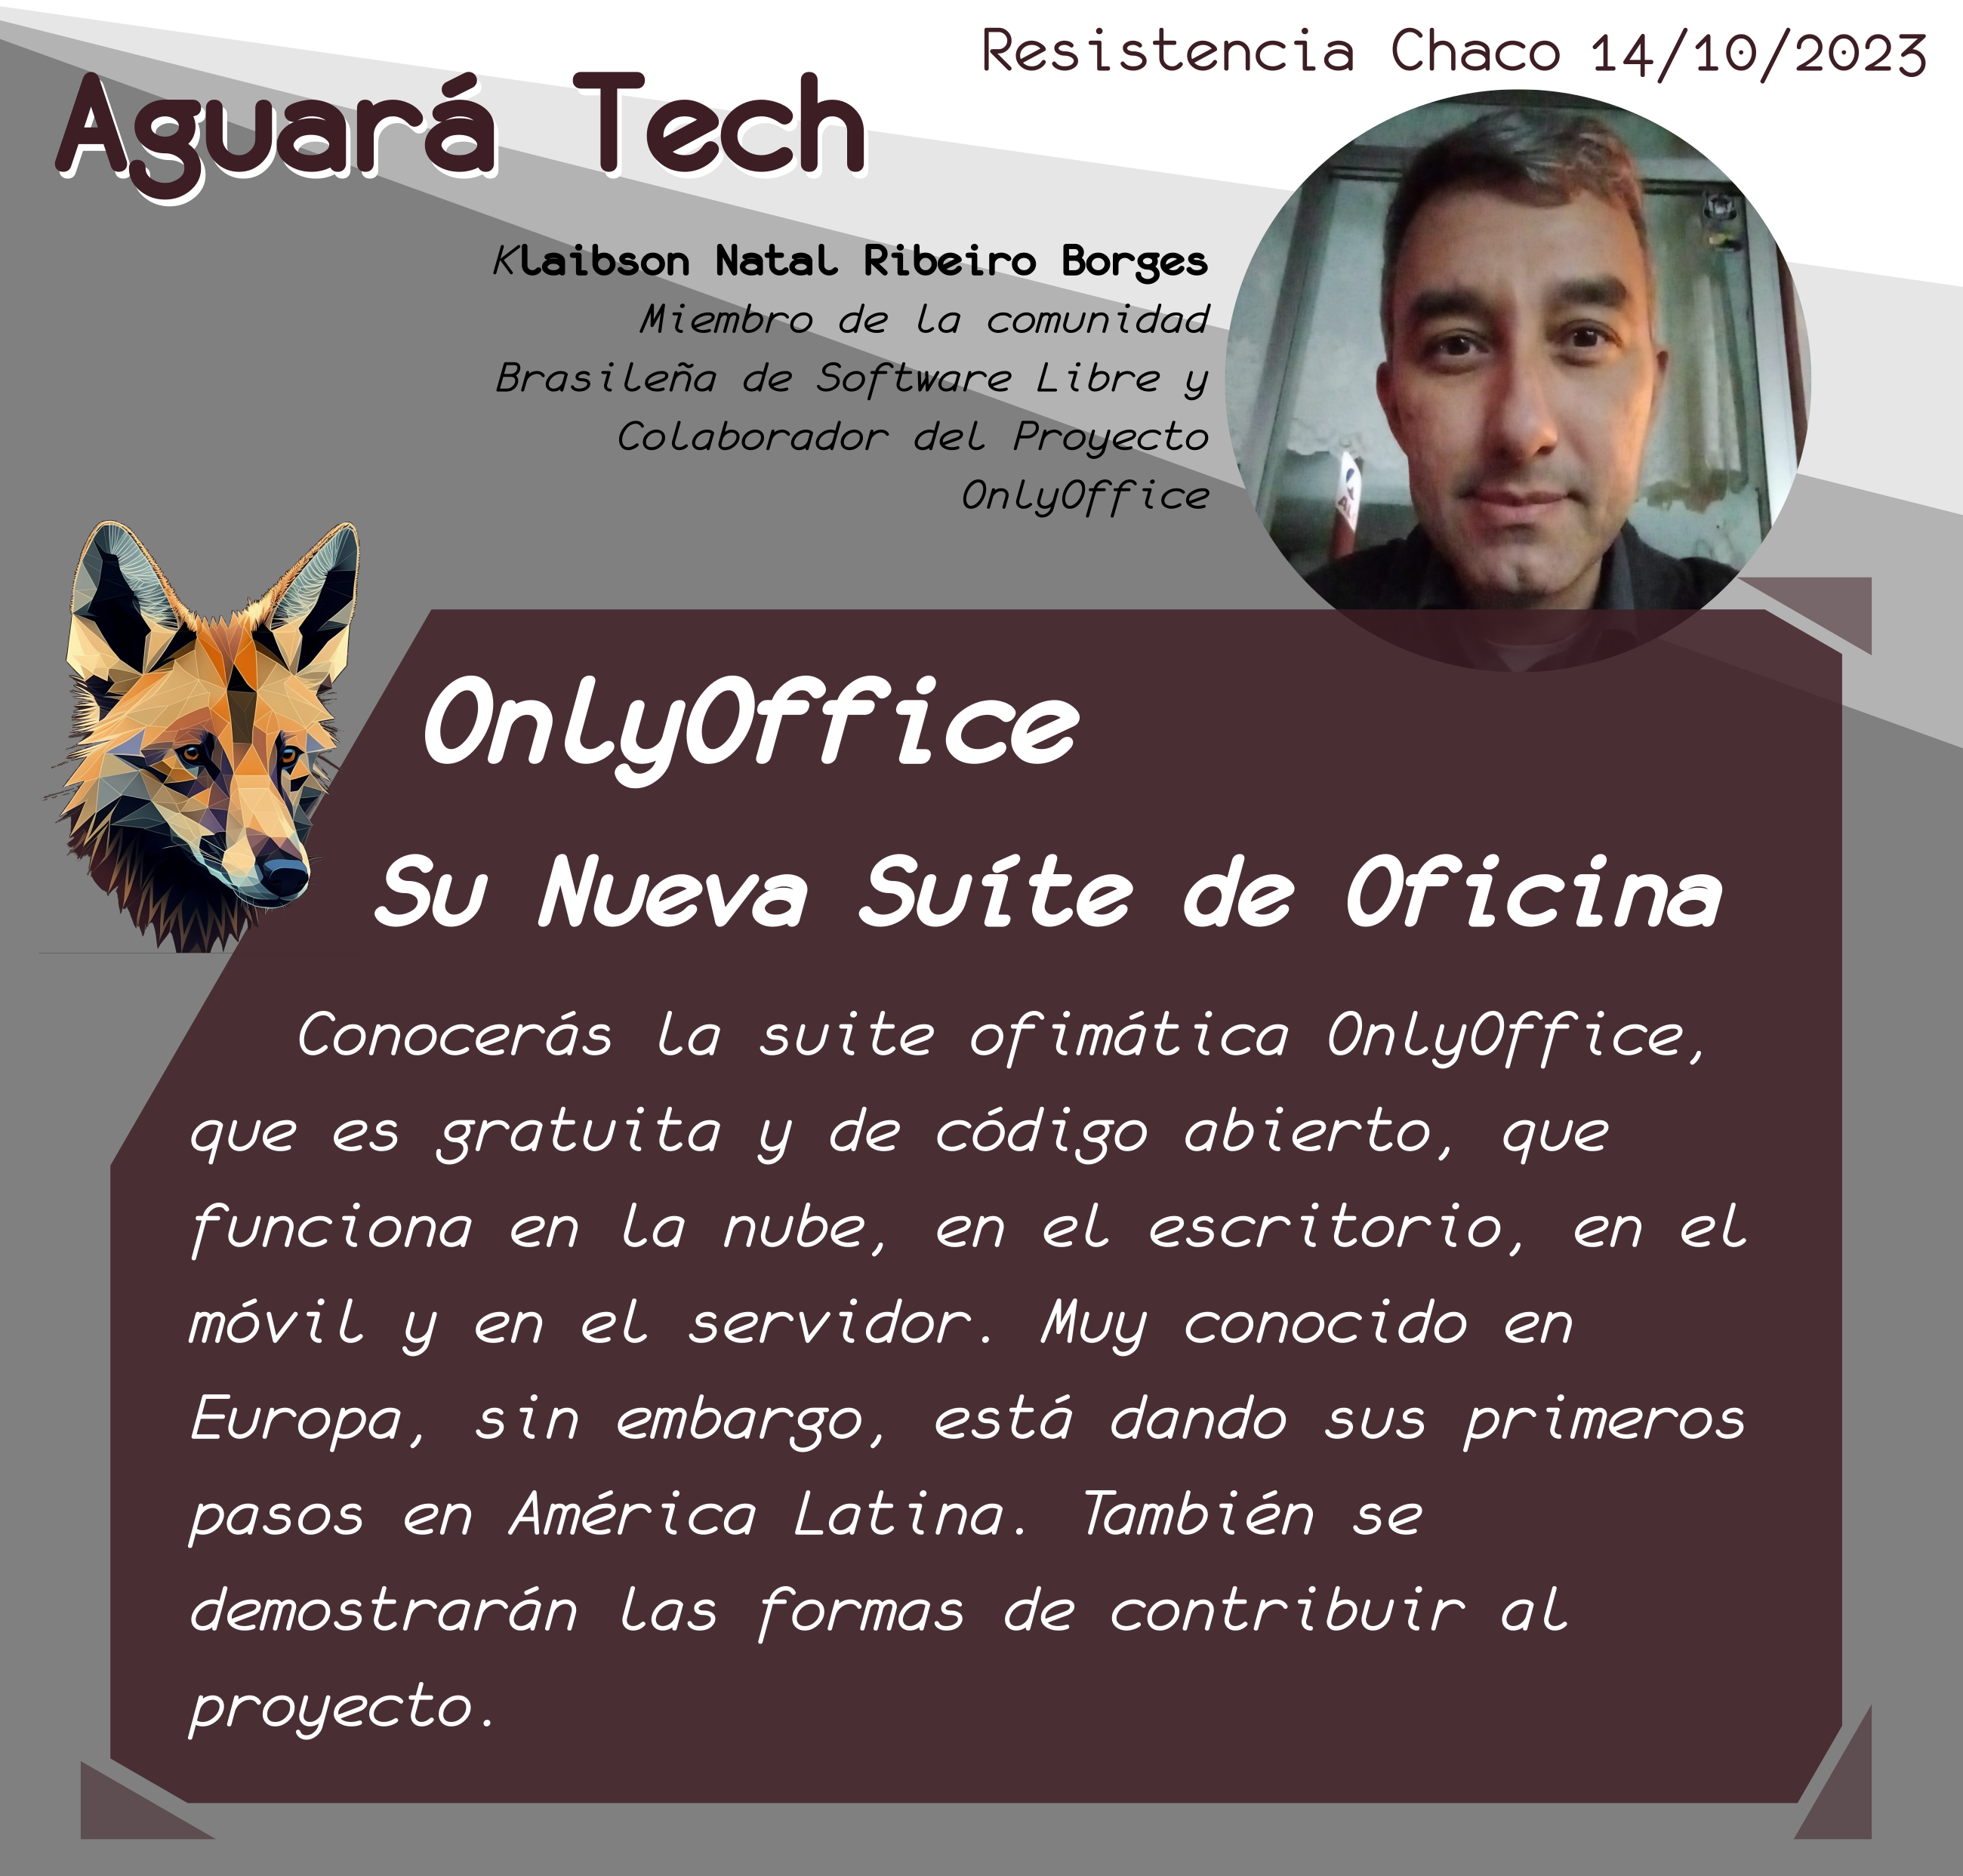 Resistencia Chaco 14/10/2023
Aguará Tech
Klaibson Natal Ribeiro Borges
Miembro de la comunidad
Brasileña de Software Libre y
Colaborador del Proyecto
OnlyOffice
OnlyOffice
Su Nueva Suíte de Oficina
Conocerás la suite ofimática OnlyOffice,
que es gratuita y de código abierto, que
funciona en la nube, en el escritorio, en el
móvil y en el servidor. Muy conocido en
Europa, sin embargo, está dando sus primeros
pasos en América Latina. También se
demostrarán las formas de contribuir al
proyecto.